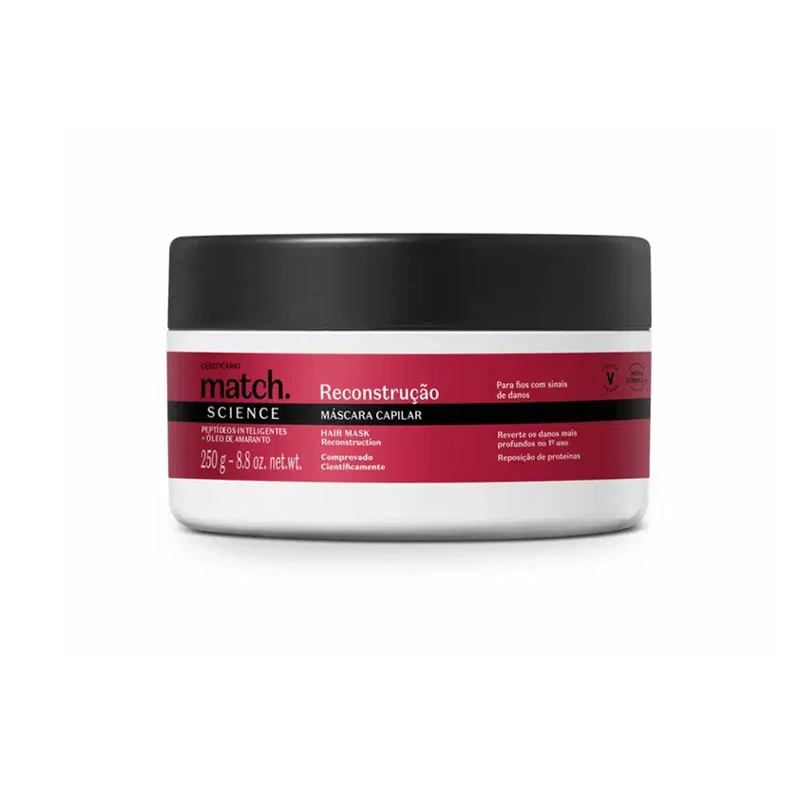 O BOTICÁRIO
match.
SCIENCE
PEPTÍDEOS INTELIGENTES
+ ÓLEO DE AMARANTO
250 g – 8.8 oz. net.wt.
Reconstrução
MÁSCARA CAPILAR
HAIR MASK
Reconstruction
Comprovado
Cientificamente
Para fios com sinais
de danos
Reverte os danos mais
profundos no 1º uso
Reposição de proteínas
V
NOVA
FÓRMULA